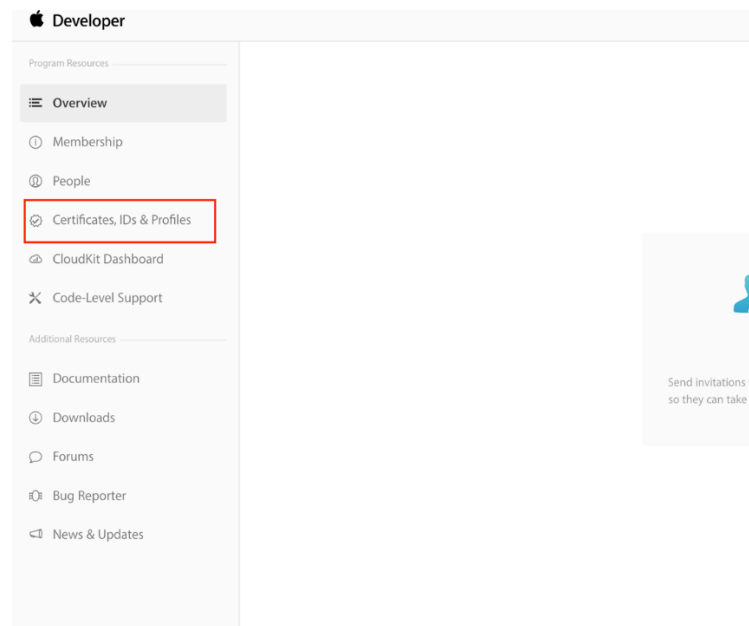 Developer
Program Resources
Overview
Membership
People
Certificates, IDs & Profiles
CloudKit Dashboard
Code-Level Support
Additional Resources
Documentation
Downloads
Forums
Bug Reporter
News & Updates
Send invitations
so they can take